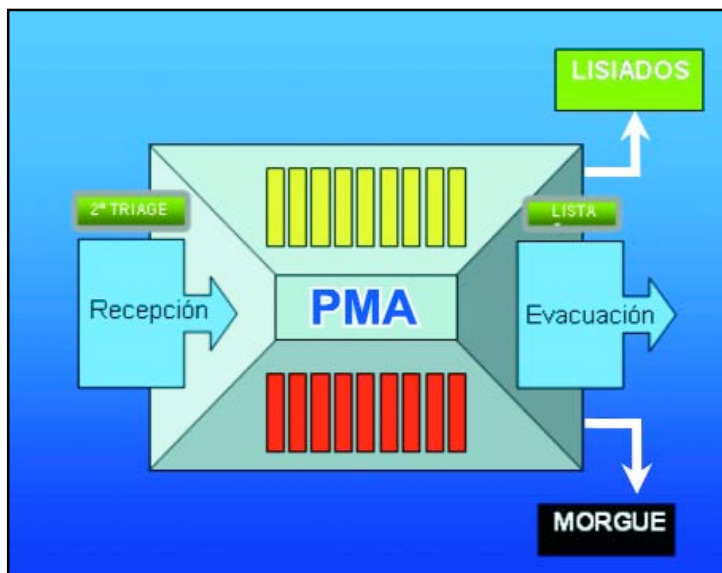 LISIADOS
2ª TRIAGE
LISTA
Recepción
PMA
Evacuación
MORGUE